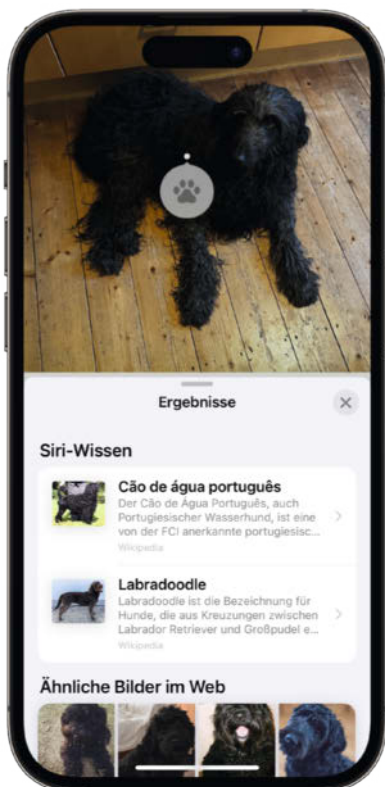 Ergebnisse
Siri-Wissen
Cão de água português
Der Cão de Água Português, auch
Portugiesischer Wasserhund, ist eine
von der FCI anerkannte portugiesisc...
Wikipedia
Labradoodle
Labradoodle ist die Bezeichnung für
Hunde, die aus Kreuzungen zwischen
Labrador Retriever und Großpudel e...
Wikipedia
Ähnliche Bilder im Web